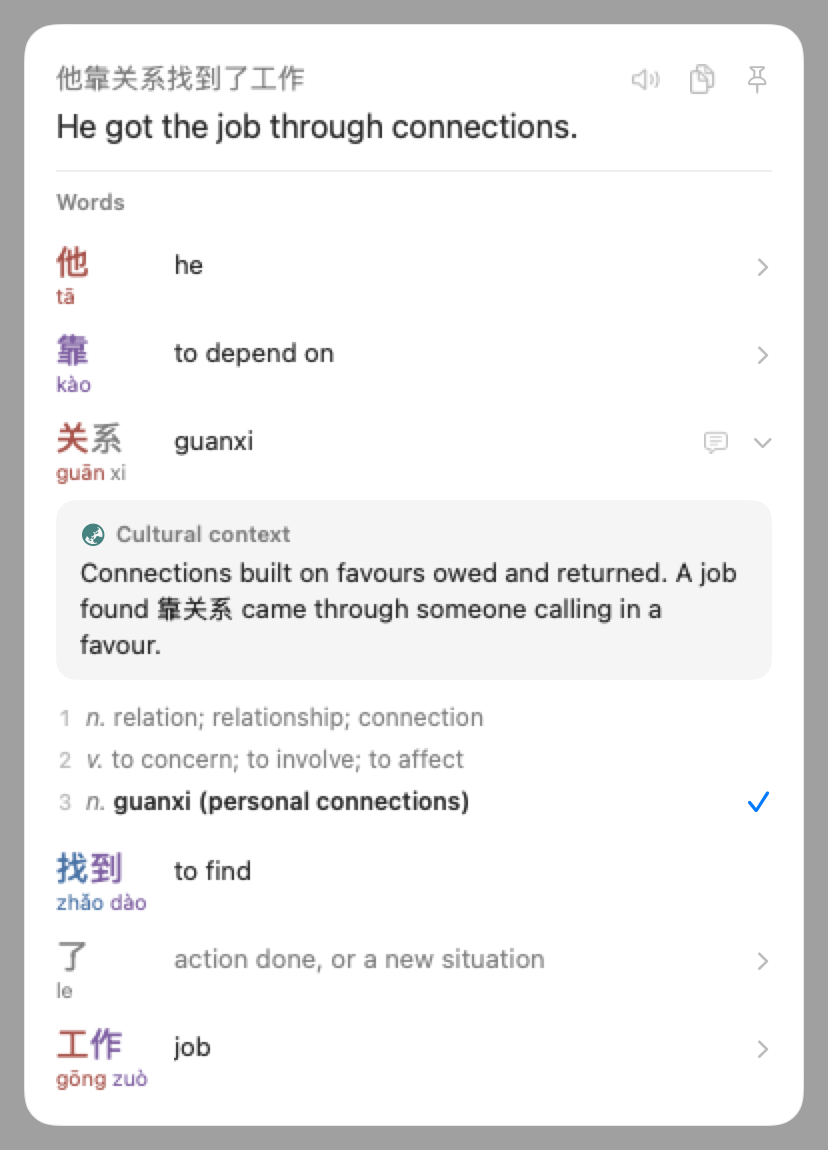 他靠关系找到了工作
He got the job through connections.
Words
他
he
tā
靠
to depend on
kào
关系
guanxi
guān xi
Cultural context
Connections built on favours owed and returned. A job
found 靠关系 came through someone calling in a
favour.
1 n. relation; relationship; connection
2 v. to concern; to involve; to affect
3 n. guanxi (personal connections)
找到
to find
zhǎo dào
了
action done, or a new situation
le
工作
job
gōng zuò